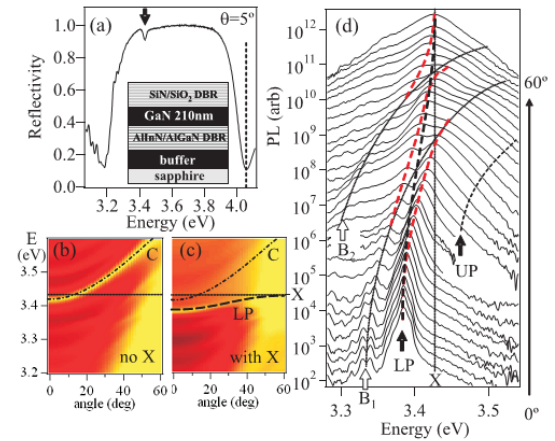 (a)
θ=5º
1.0
0.8
0.6
0.4
0.2
0.0
Reflectivity
SiN/SiO2 DBR
GaN 210nm
AlInN/AlGaN DBR
buffer
sapphire
3.2
3.6
4.0
Energy (eV)
E
(eV)
(b)
C
3.5
3.4
3.3
3.2
no X
0
20
40
60
angle (deg)
(c)
C
X
LP
with X
0
20
40
60
angle (deg)
(d)
PL (arb)
10^12
10^11
10^10
10^9
10^8
10^7
10^6
10^5
10^4
10^3
10^2
60º
0º
B2
UP
LP
B1
X
3.3
3.4
3.5
Energy (eV)